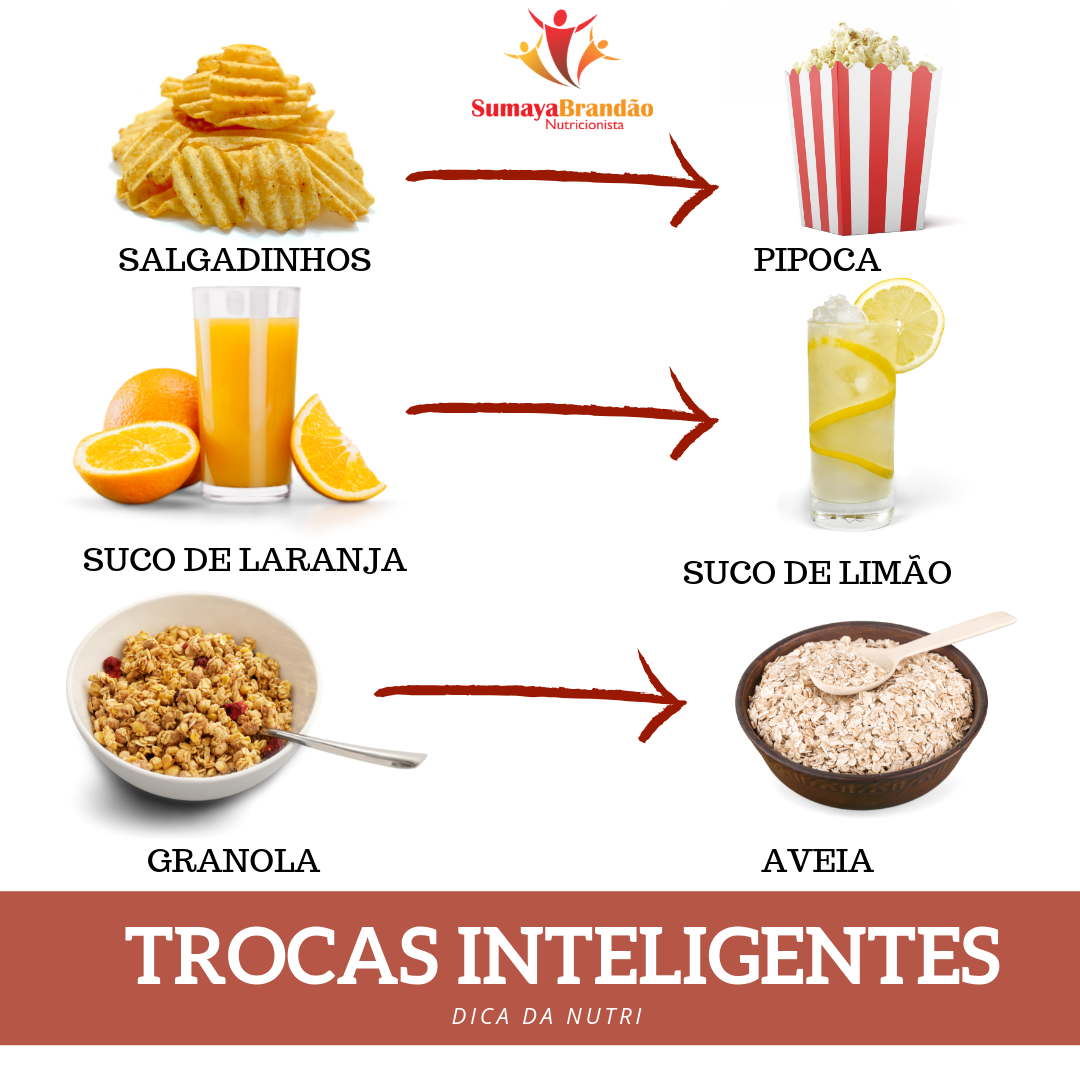 SumayaBrandão
Nutricionista
SALGADINHOS
PIPOCA
SUCO DE LARANJA
SUCO DE LIMÃO
GRANOLA
AVEIA
TROCAS INTELIGENTES
DICA DA NUTRI